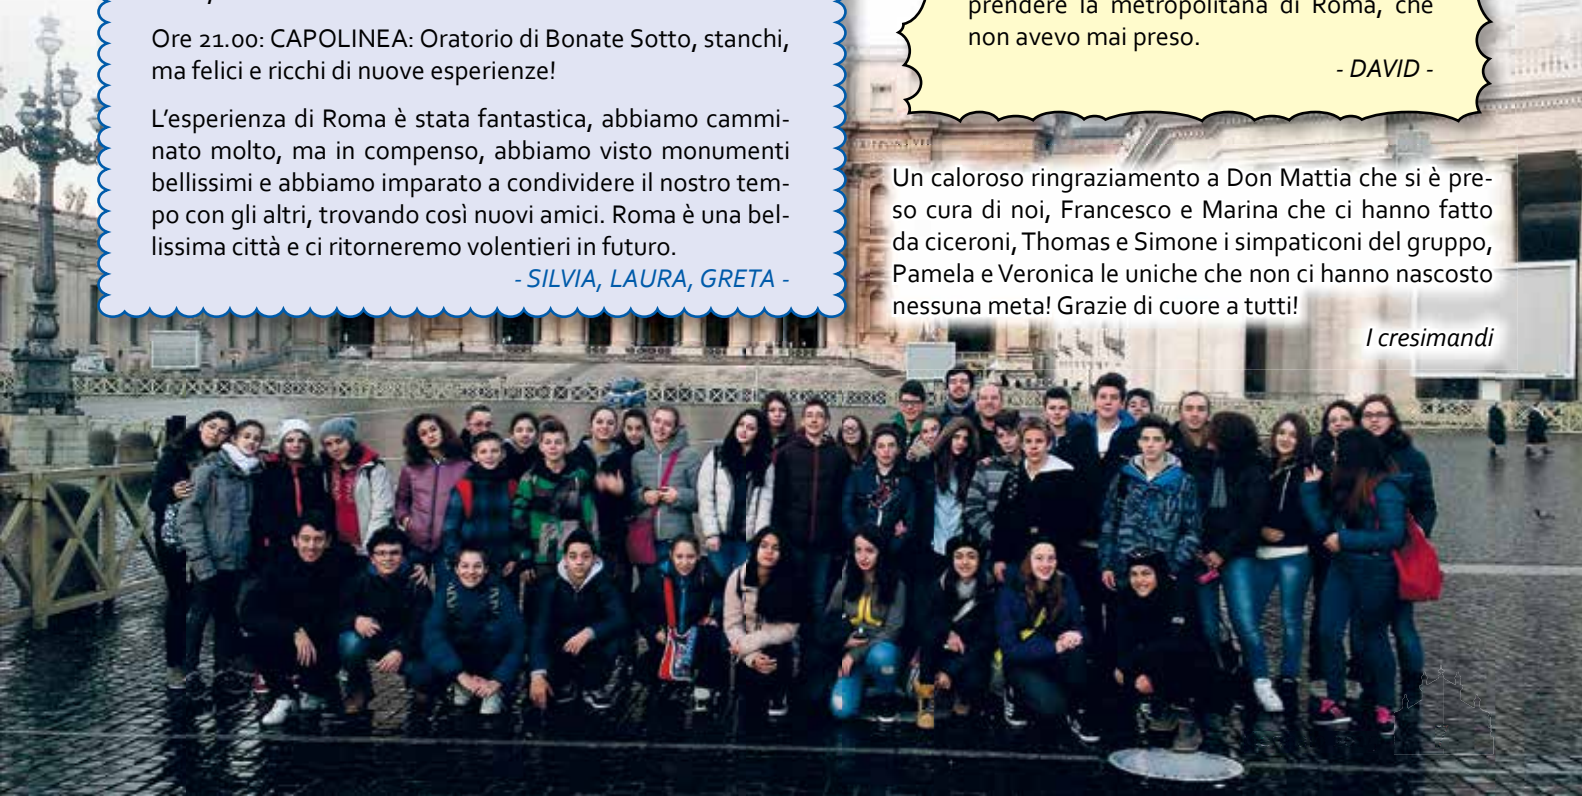 Ore 21.00: CAPOLINEA: Oratorio di Bonate Sotto, stanchi,
ma felici e ricchi di nuove esperienze!
L'esperienza di Roma è stata fantastica, abbiamo cammi-
nato molto, ma in compenso, abbiamo visto monumenti
bellissimi e abbiamo imparato a condividere il nostro tem-
po con gli altri, trovando così nuovi amici. Roma è una bel-
lissima città e ci ritorneremo volentieri in futuro.
- SILVIA, LAURA, GRETA -
prendere la metropolitana di Roma, che
non avevo mai preso.
- DAVID -
Un caloroso ringraziamento a Don Mattia che si è pre-
so cura di noi, Francesco e Marina che ci hanno fatto
da ciceroni, Thomas e Simone i simpaticoni del gruppo,
Pamela e Veronica le uniche che non ci hanno nascosto
nessuna meta! Grazie di cuore a tutti!
I cresimandi